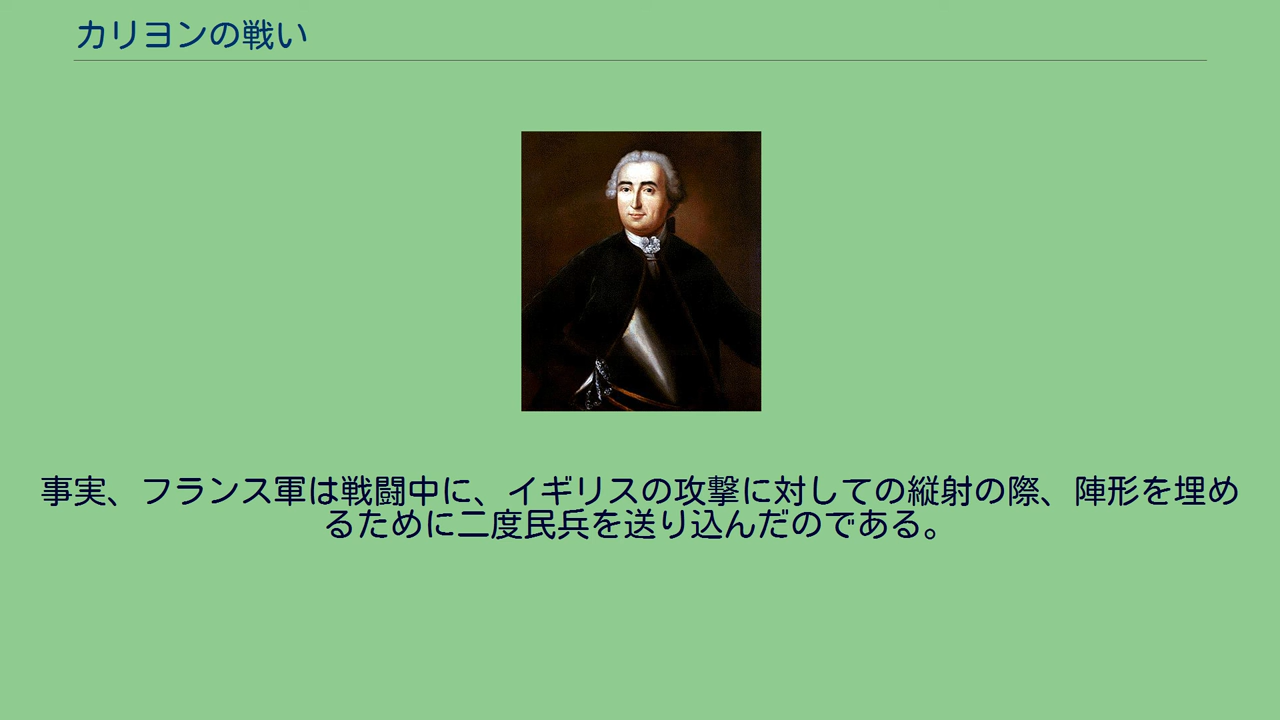 カリヨンの戦い
事実、フランス軍は戦闘中に、イギリスの攻撃に対しての縦射の際、陣形を埋め
るために二度民兵を送り込んだのである。